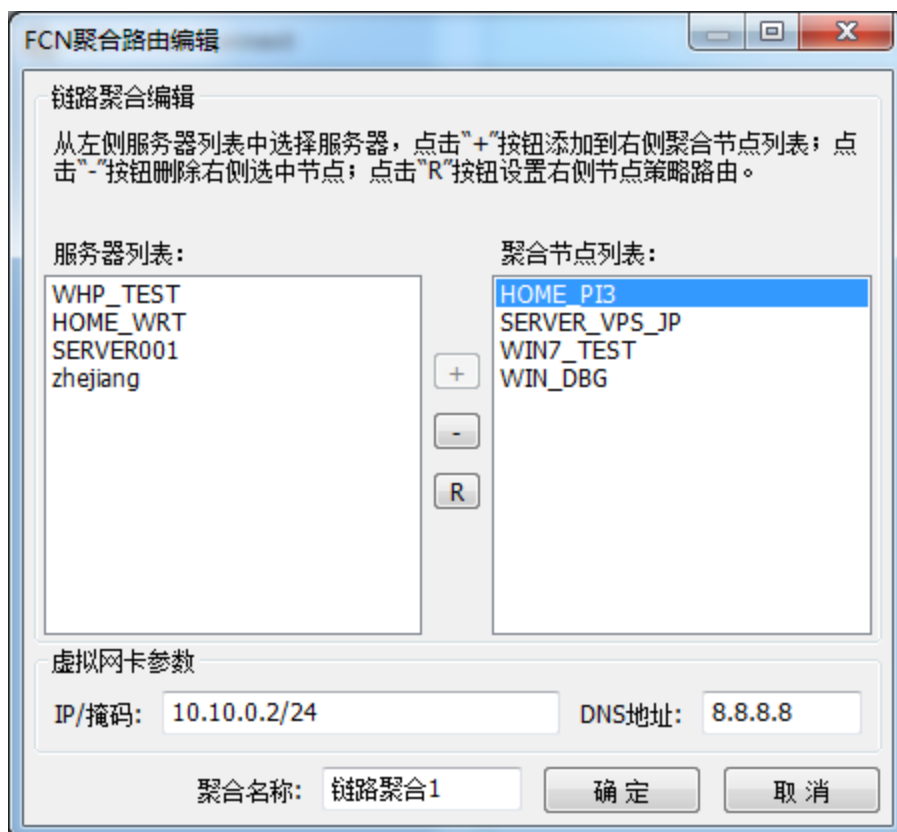 FCN聚合路由编辑
链路聚合编辑
从左侧服务器列表中选择服务器，点击“+”按钮添加到右侧聚合节点列表；点
击“-”按钮删除右侧选中节点；点击“R”按钮设置右侧节点策略路由。
服务器列表:
聚合节点列表:
WHP_TEST
HOME_WRT
SERVER001
zhejiang
+
-
R
HOME_PI3
SERVER_VPS_JP
WIN7_TEST
WIN_DBG
虚拟网卡参数
IP/掩码: 10.10.0.2/24 DNS地址: 8.8.8.8
聚合名称: 链路聚合1 确定 取消